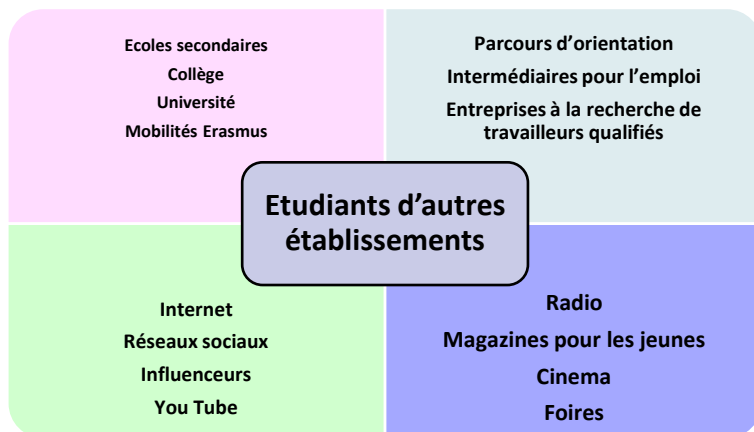 Ecoles secondaires
Collège
Université
Mobilités Erasmus
Parcours d’orientation
Intermédiaires pour l’emploi
Entreprises à la recherche de
travailleurs qualifiés
Etudiants d’autres
établissements
Internet
Réseaux sociaux
Influenceurs
You Tube
Radio
Magazines pour les jeunes
Cinema
Foires